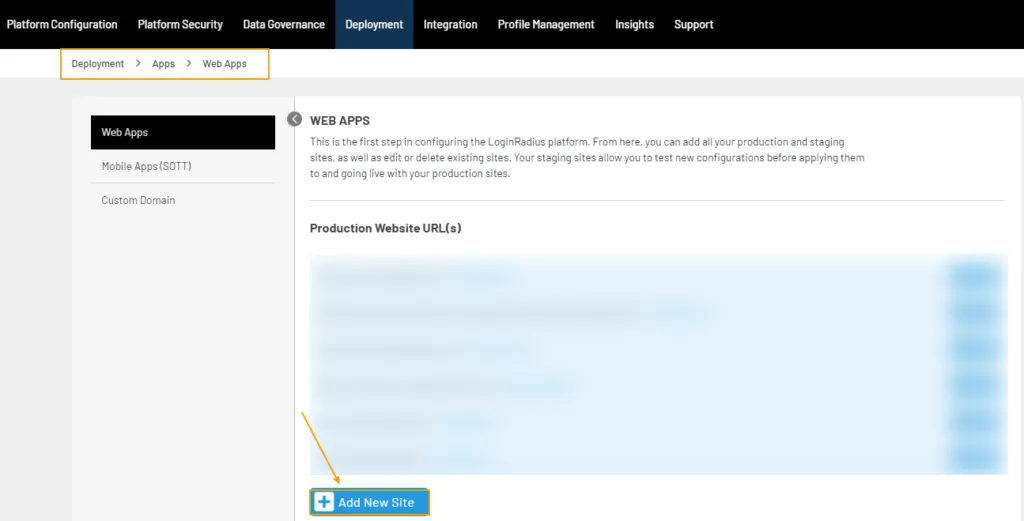 Platform Configuration Platform Security Data Governance Deployment Integration Profile Management Insights Support
Deployment > Apps > Web Apps
Web Apps
Mobile Apps (SOTT)
Custom Domain
WEB APPS
This is the first step in configuring the LoginRadius platform. From here, you can add all your production and staging
sites, as well as edit or delete existing sites. Your staging sites allow you to test new configurations before applying them
to and going live with your production sites.
Production Website URL(s)
Add New Site